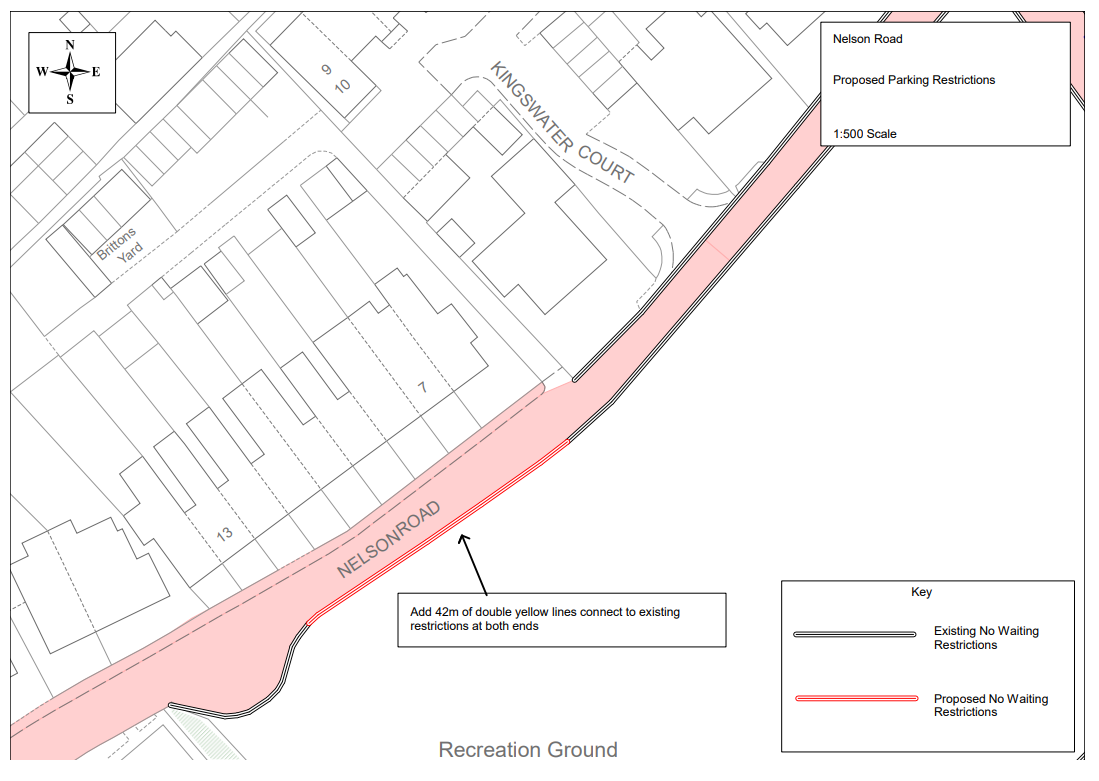 N
W E
S
Nelson Road
Proposed Parking Restrictions
1:500 Scale
9
10
KINGSWATER COURT
Brittons
Yard
7
13
NELSONROAD
Add 42m of double yellow lines connect to existing
restrictions at both ends
Key
Existing No Waiting
Restrictions
Proposed No Waiting
Restrictions
Recreation Ground